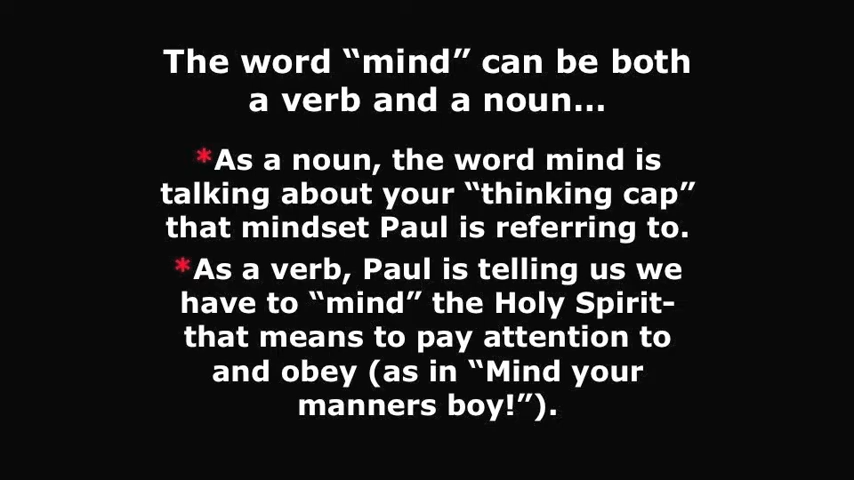 The word “mind” can be both
a verb and a noun...
*As a noun, the word mind is
talking about your “thinking cap”
that mindset Paul is referring to.
*As a verb, Paul is telling us we
have to “mind” the Holy Spirit-
that means to pay attention to
and obey (as in “Mind your
manners boy!”).